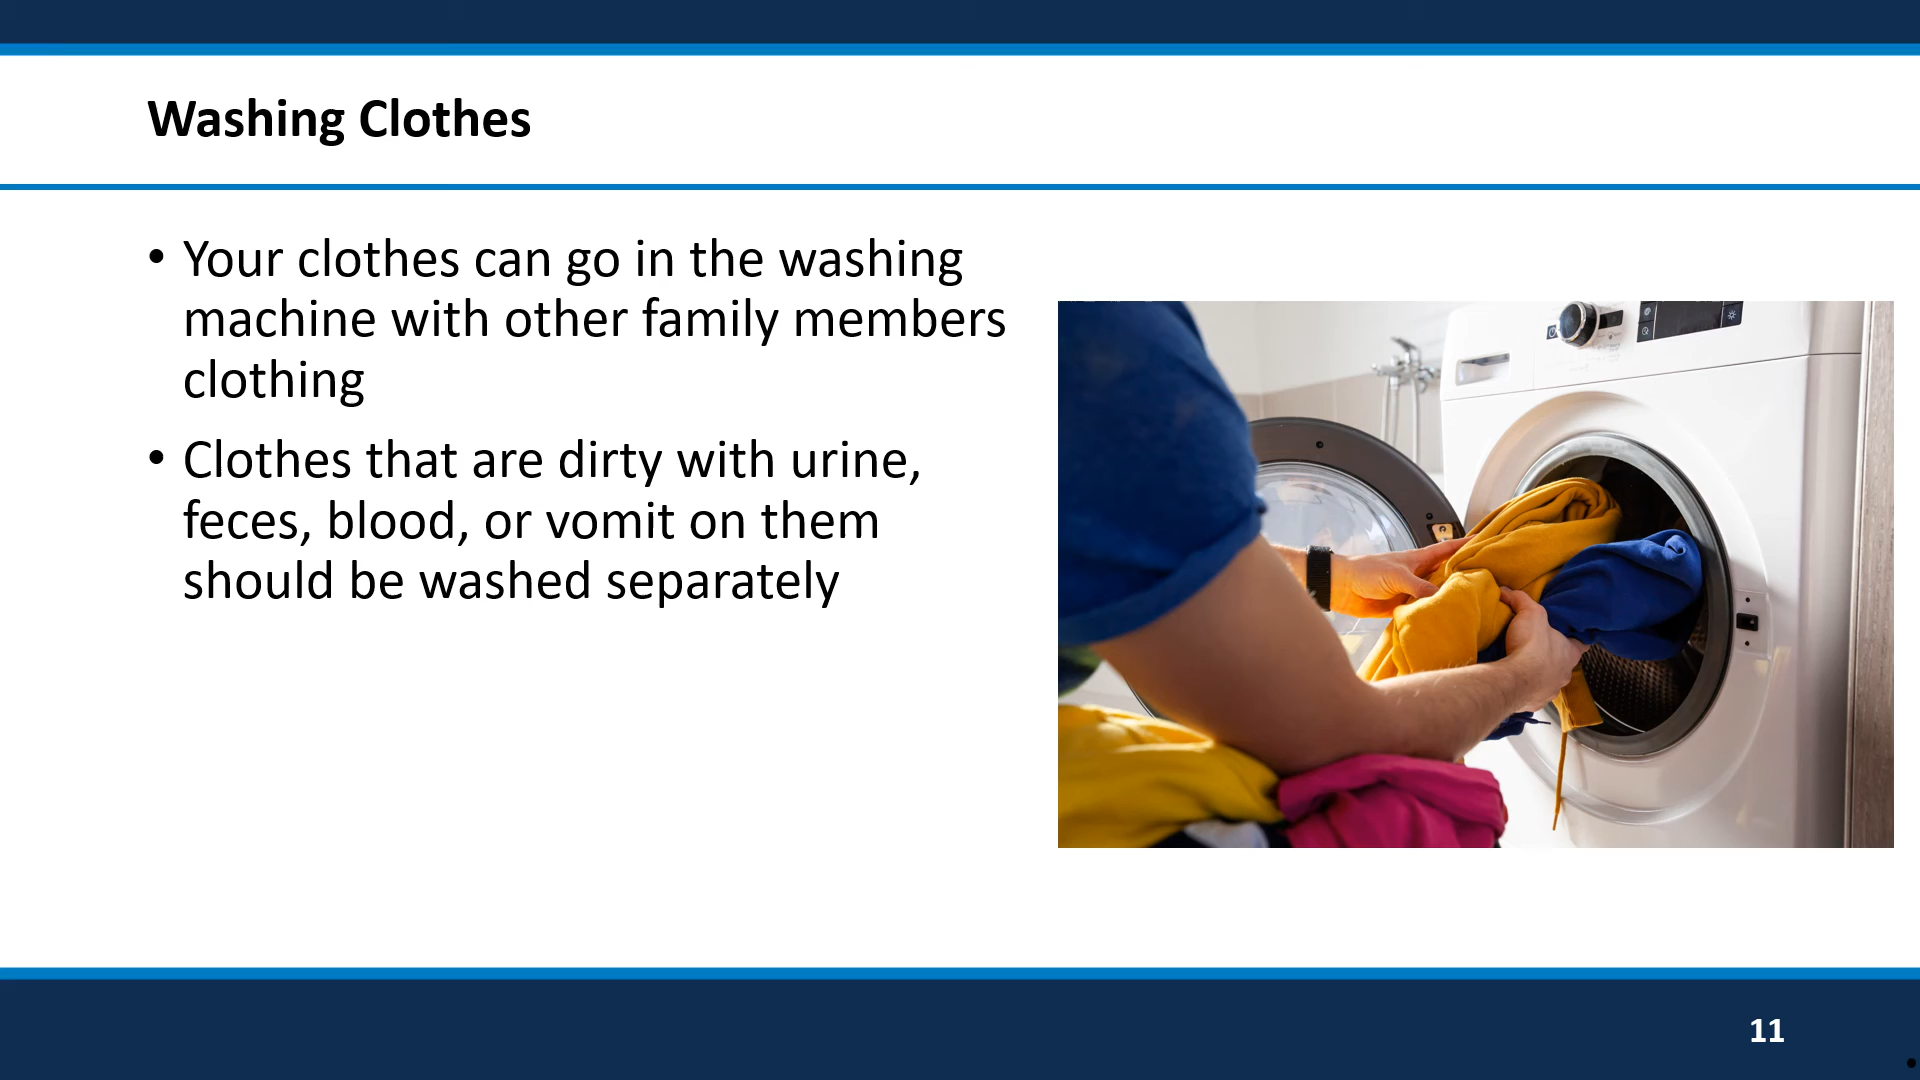 Washing Clothes
• Your clothes can go in the washing
machine with other family members
clothing
• Clothes that are dirty with urine,
feces, blood, or vomit on them
should be washed separately
11